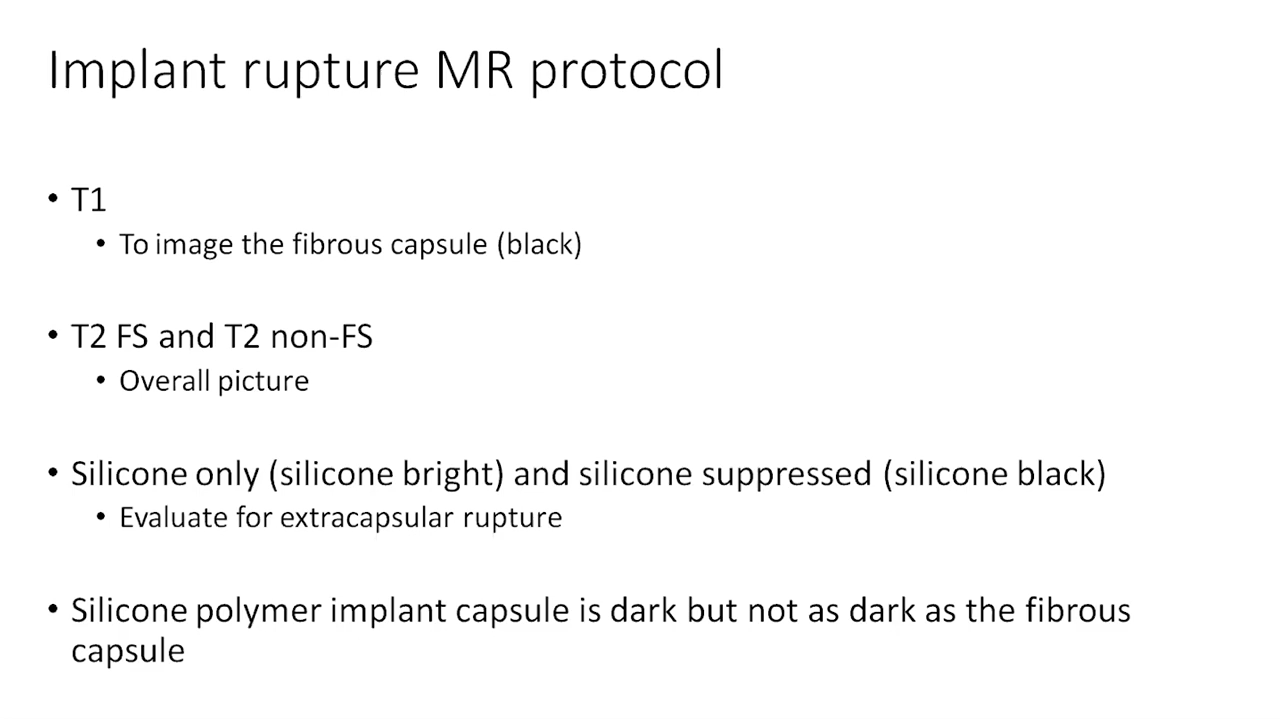 Implant rupture MR protocol
• T1
• To image the fibrous capsule (black)
• T2 FS and T2 non-FS
• Overall picture
• Silicone only (silicone bright) and silicone suppressed (silicone black)
• Evaluate for extracapsular rupture
• Silicone polymer implant capsule is dark but not as dark as the fibrous
capsule